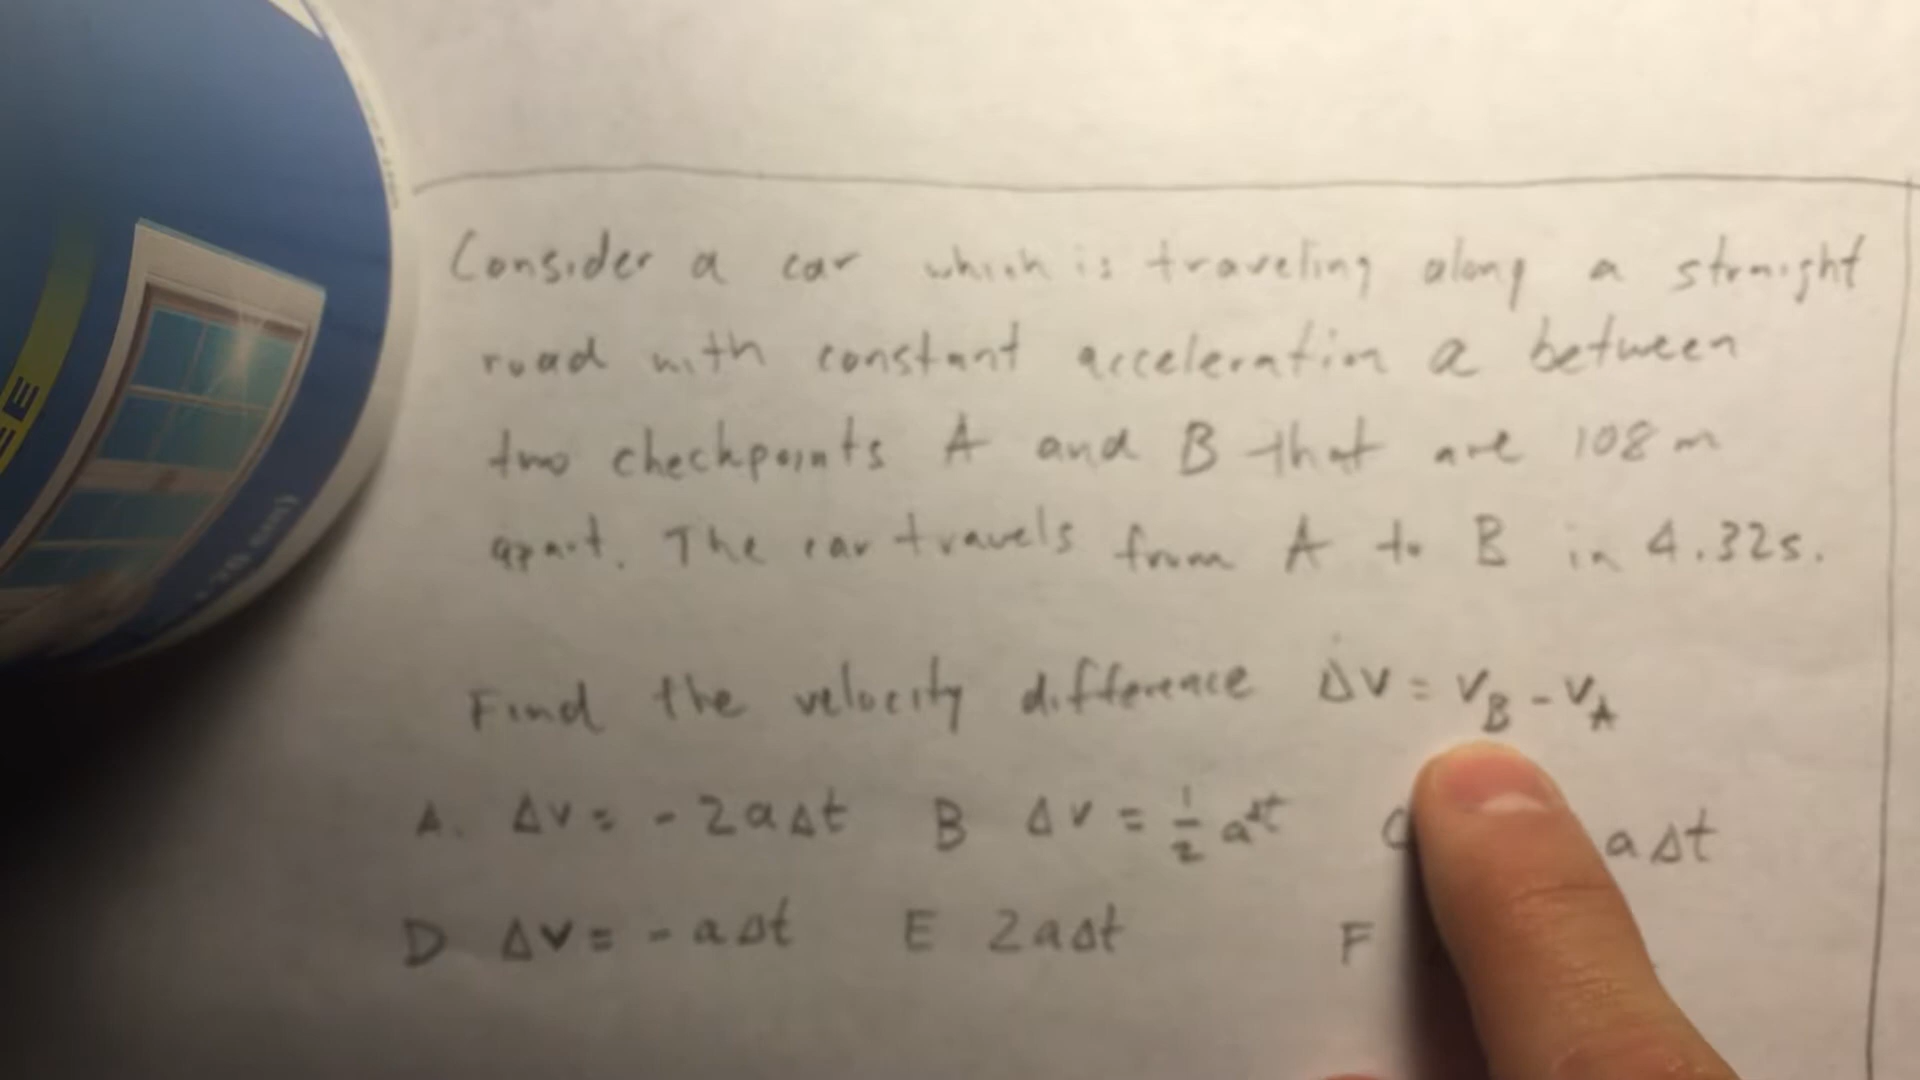 Consider a car which is traveling along a straight
road with constant acceleration a between
two checkpoints A and B that are 108 m
apart. The car travels from A to B in 4.32s.
Find the velocity difference Δv = v_B - v_A
A. Δv = - 2aΔt B Δv = 1/2 aΔt C aΔt
D Δv = - aΔt E 2aΔt F